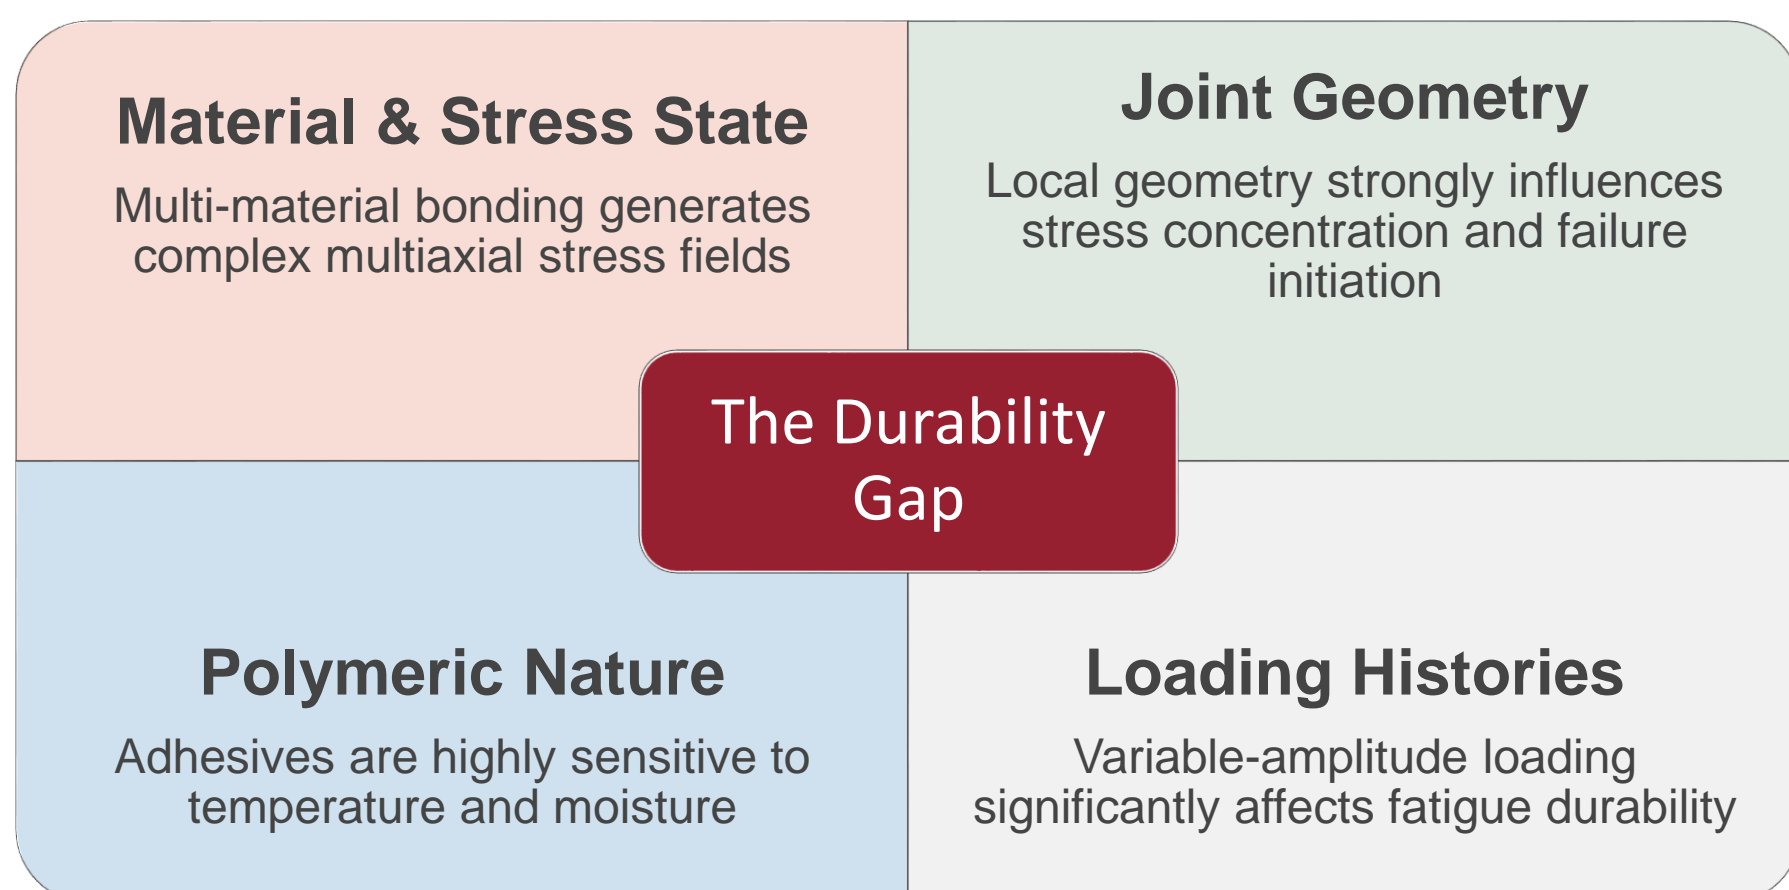 Material & Stress State
Multi-material bonding generates
complex multiaxial stress fields
Joint Geometry
Local geometry strongly influences
stress concentration and failure
initiation
The Durability
Gap
Polymeric Nature
Adhesives are highly sensitive to
temperature and moisture
Loading Histories
Variable-amplitude loading
significantly affects fatigue durability